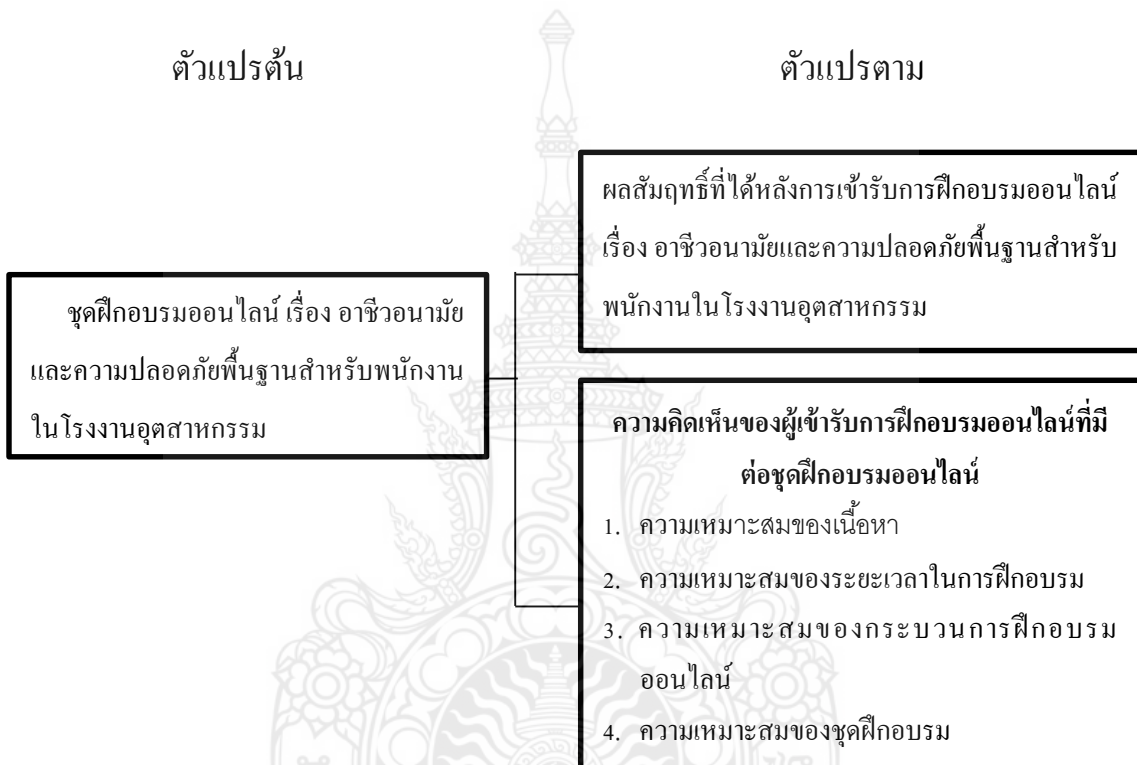 ตัวแปรต้น
ตัวแปรตาม
ชุดฝึกอบรมออนไลน์ เรื่อง อาชีวอนามัย
และความปลอดภัยพื้นฐานสำหรับพนักงาน
ในโรงงานอุตสาหกรรม
ผลสัมฤทธิ์ที่ได้หลังการเข้ารับการฝึกอบรมออนไลน์
เรื่อง อาชีวอนามัยและความปลอดภัยพื้นฐานสำหรับ
พนักงานในโรงงานอุตสาหกรรม
ความคิดเห็นของผู้เข้ารับการฝึกอบรมออนไลน์ที่มี
ต่อชุดฝึกอบรมออนไลน์
1. ความเหมาะสมของเนื้อหา
2. ความเหมาะสมของระยะเวลาในการฝึกอบรม
3. ความเหมาะสมของกระบวนการฝึกอบรม
ออนไลน์
4. ความเหมาะสมของชุดฝึกอบรม